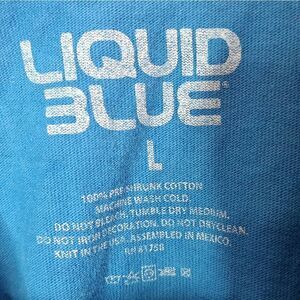 LIQUID
BLUE
L
100% PRE-SHRUNK COTTON
MACHINE WASH COLD.
DO NOT BLEACH. TUMBLE DRY MEDIUM.
DO NOT IRON DECORATION. DO NOT DRYCLEAN.
KNIT IN THE USA. ASSEMBLED IN MEXICO.